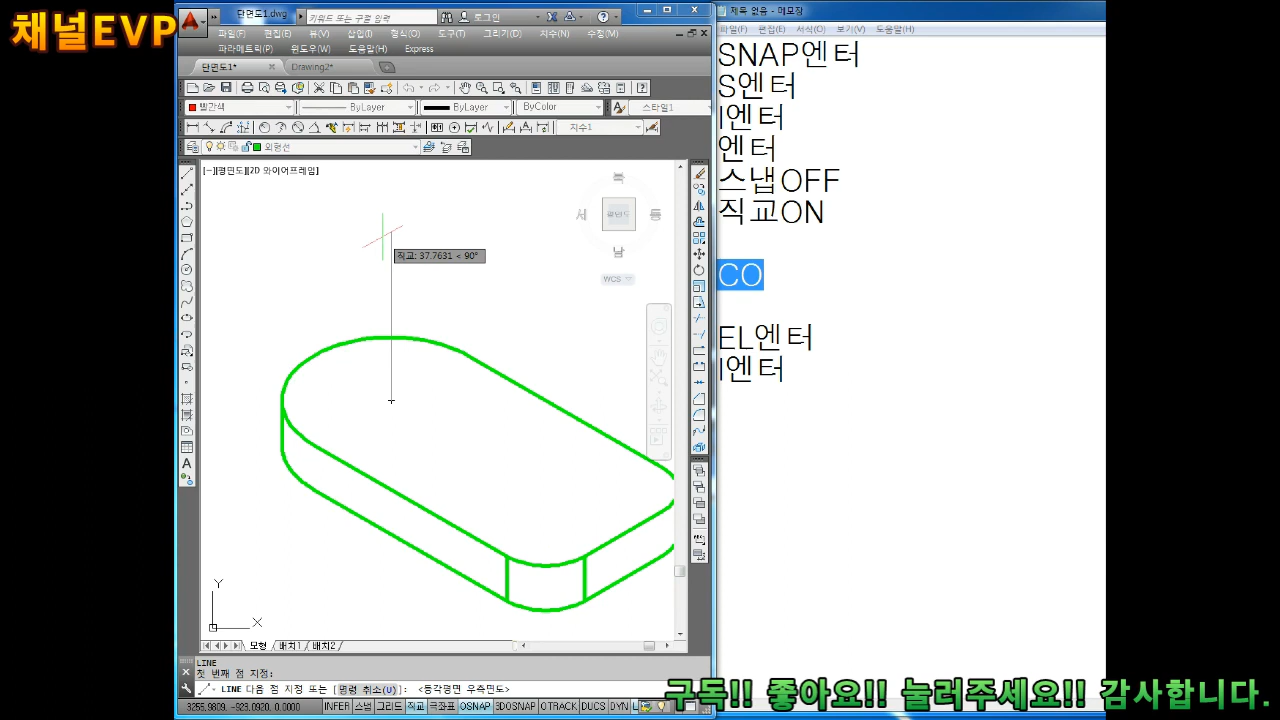 채널EVP
단면도1.dwg
키워드 또는 구절 입력
로그인
파일(F) 편집(E) 뷰(V) 삽입(I) 형식(O) 도구(T) 그리기(D) 치수(N) 수정(M)
파라메트릭(P) 윈도우(W) 도움말(H) Express
단면도1* Drawing2*
빨간색 ByLayer ByLayer ByColor 스타일1
치수1
외형선
[-][평면도][2D 와이어프레임]
북
서 평면도 동
남
WCS
직교: 37.7631 < 90°
Y
X
모형 배치1 배치2
LINE
첫 번째 점 지정:
LINE 다음 점 지정 또는 [명령 취소(U)]: <등각평면 우측면도>
INFER 스냅 그리드 직교 OSNAP 3DOSNAP OTRACK DUCS DYN
제목 없음 - 메모장
파일(F) 편집(E) 서식(O) 보기(V) 도움말(H)
SNAP엔터
S엔터
I엔터
엔터
스냅OFF
직교ON
CO
EL엔터
I엔터
구독!! 좋아요!! 눌러주세요!! 감사합니다.